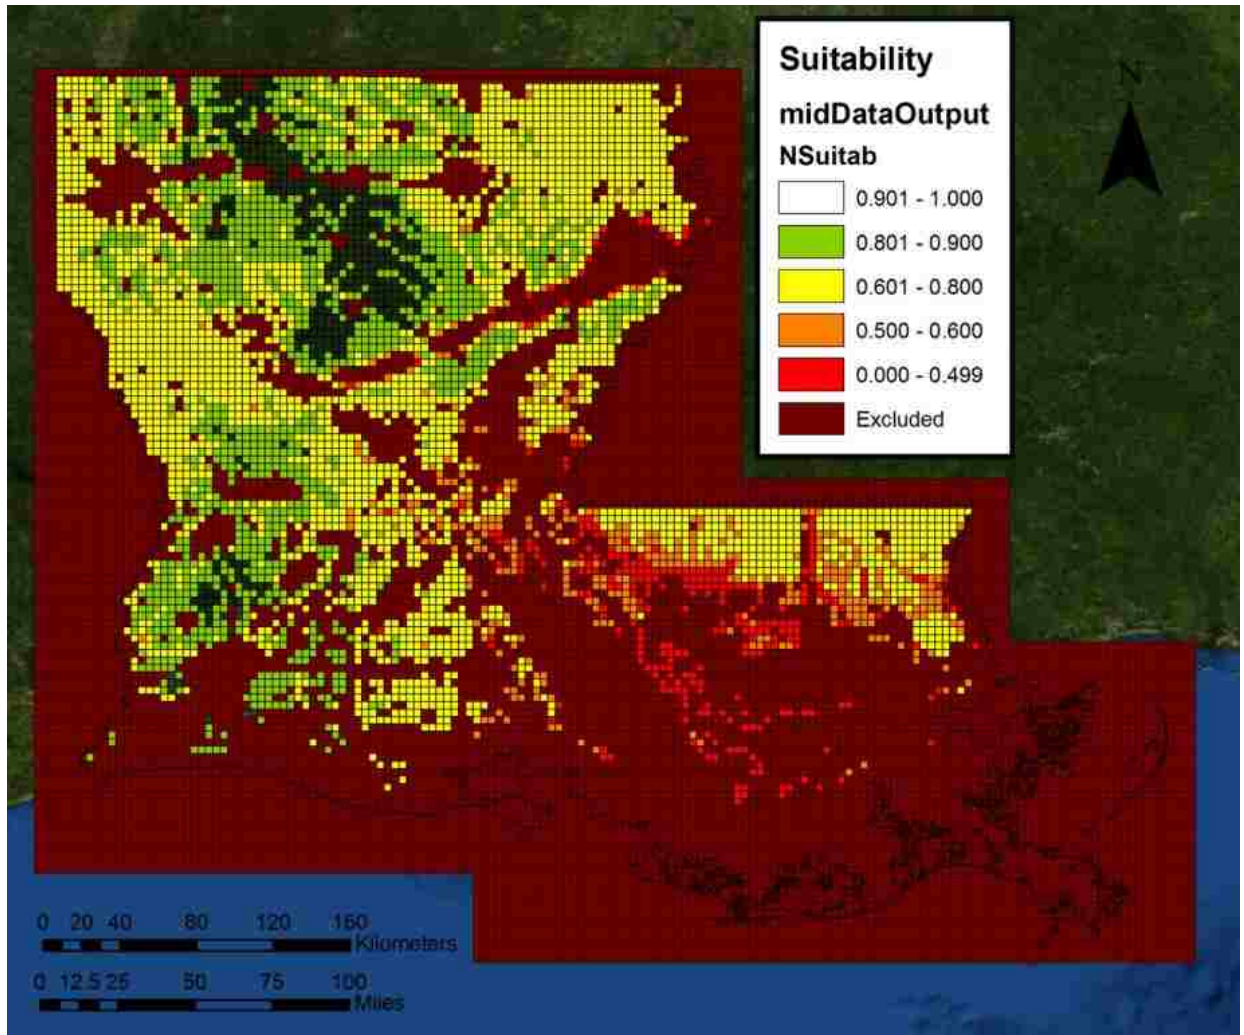 Suitability
midDataOutput
NSuitab
0.901 - 1.000
0.801 - 0.900
0.601 - 0.800
0.500 - 0.600
0.000 - 0.499
Excluded
N
0 20 40 80 120 160
Kilometers
0 12.5 25 50 75 100
Miles